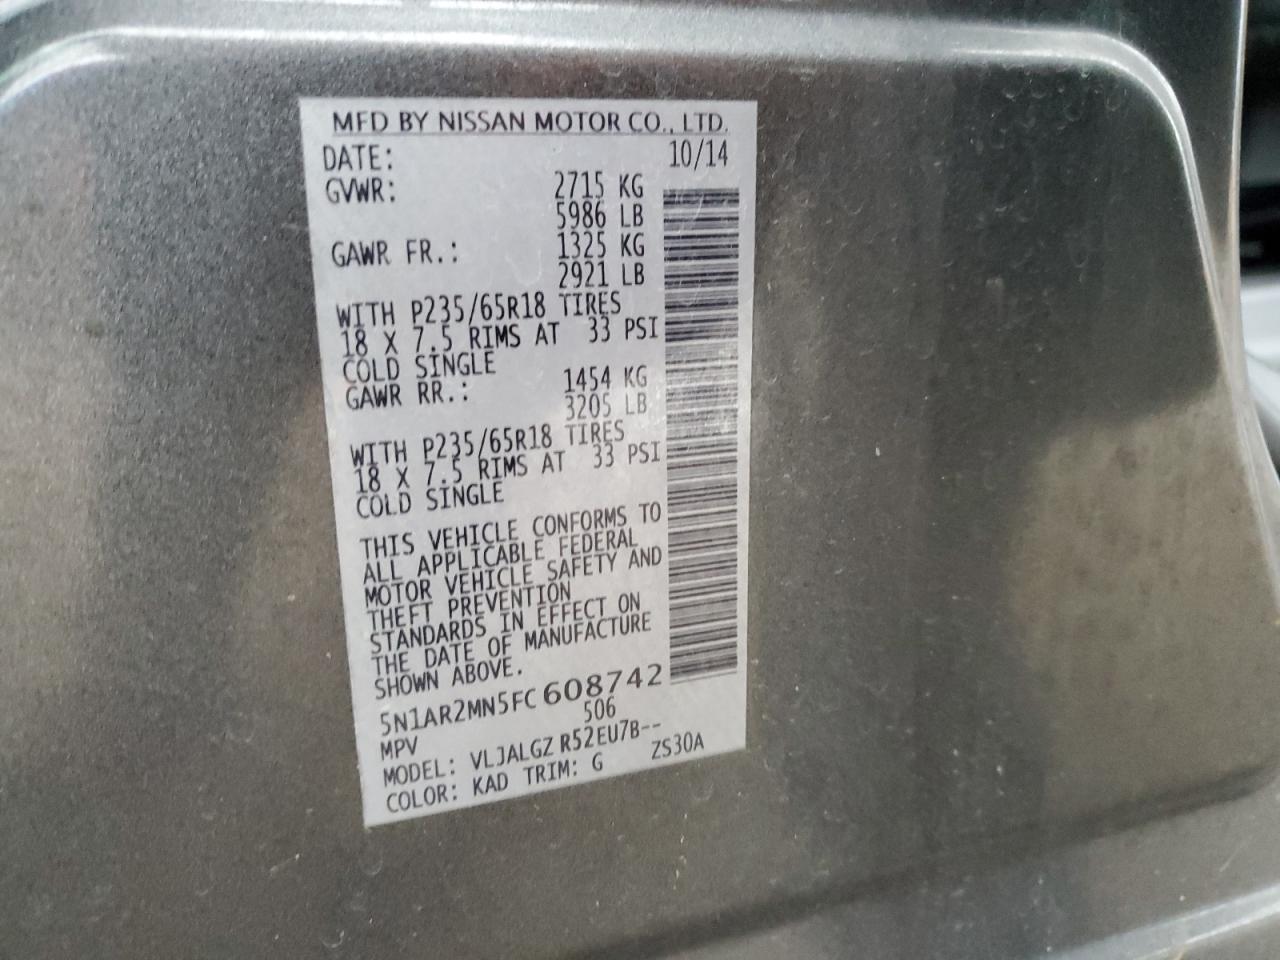 MFD BY NISSAN MOTOR CO., LTD.
DATE: 10/14
GVWR: 2715 KG
5986 LB
GAWR FR.: 1325 KG
2921 LB
WITH P235/65R18 TIRES
18 X 7.5 RIMS AT 33 PSI
COLD SINGLE
GAWR RR.: 1454 KG
3205 LB
WITH P235/65R18 TIRES
18 X 7.5 RIMS AT 33 PSI
COLD SINGLE
THIS VEHICLE CONFORMS TO
ALL APPLICABLE FEDERAL
MOTOR VEHICLE SAFETY AND
THEFT PREVENTION
STANDARDS IN EFFECT ON
THE DATE OF MANUFACTURE
SHOWN ABOVE.
5N1AR2MN5FC 608742
MPV 506
MODEL: VLJALGZ R52EU7B--
COLOR: KAD TRIM: G ZS30A